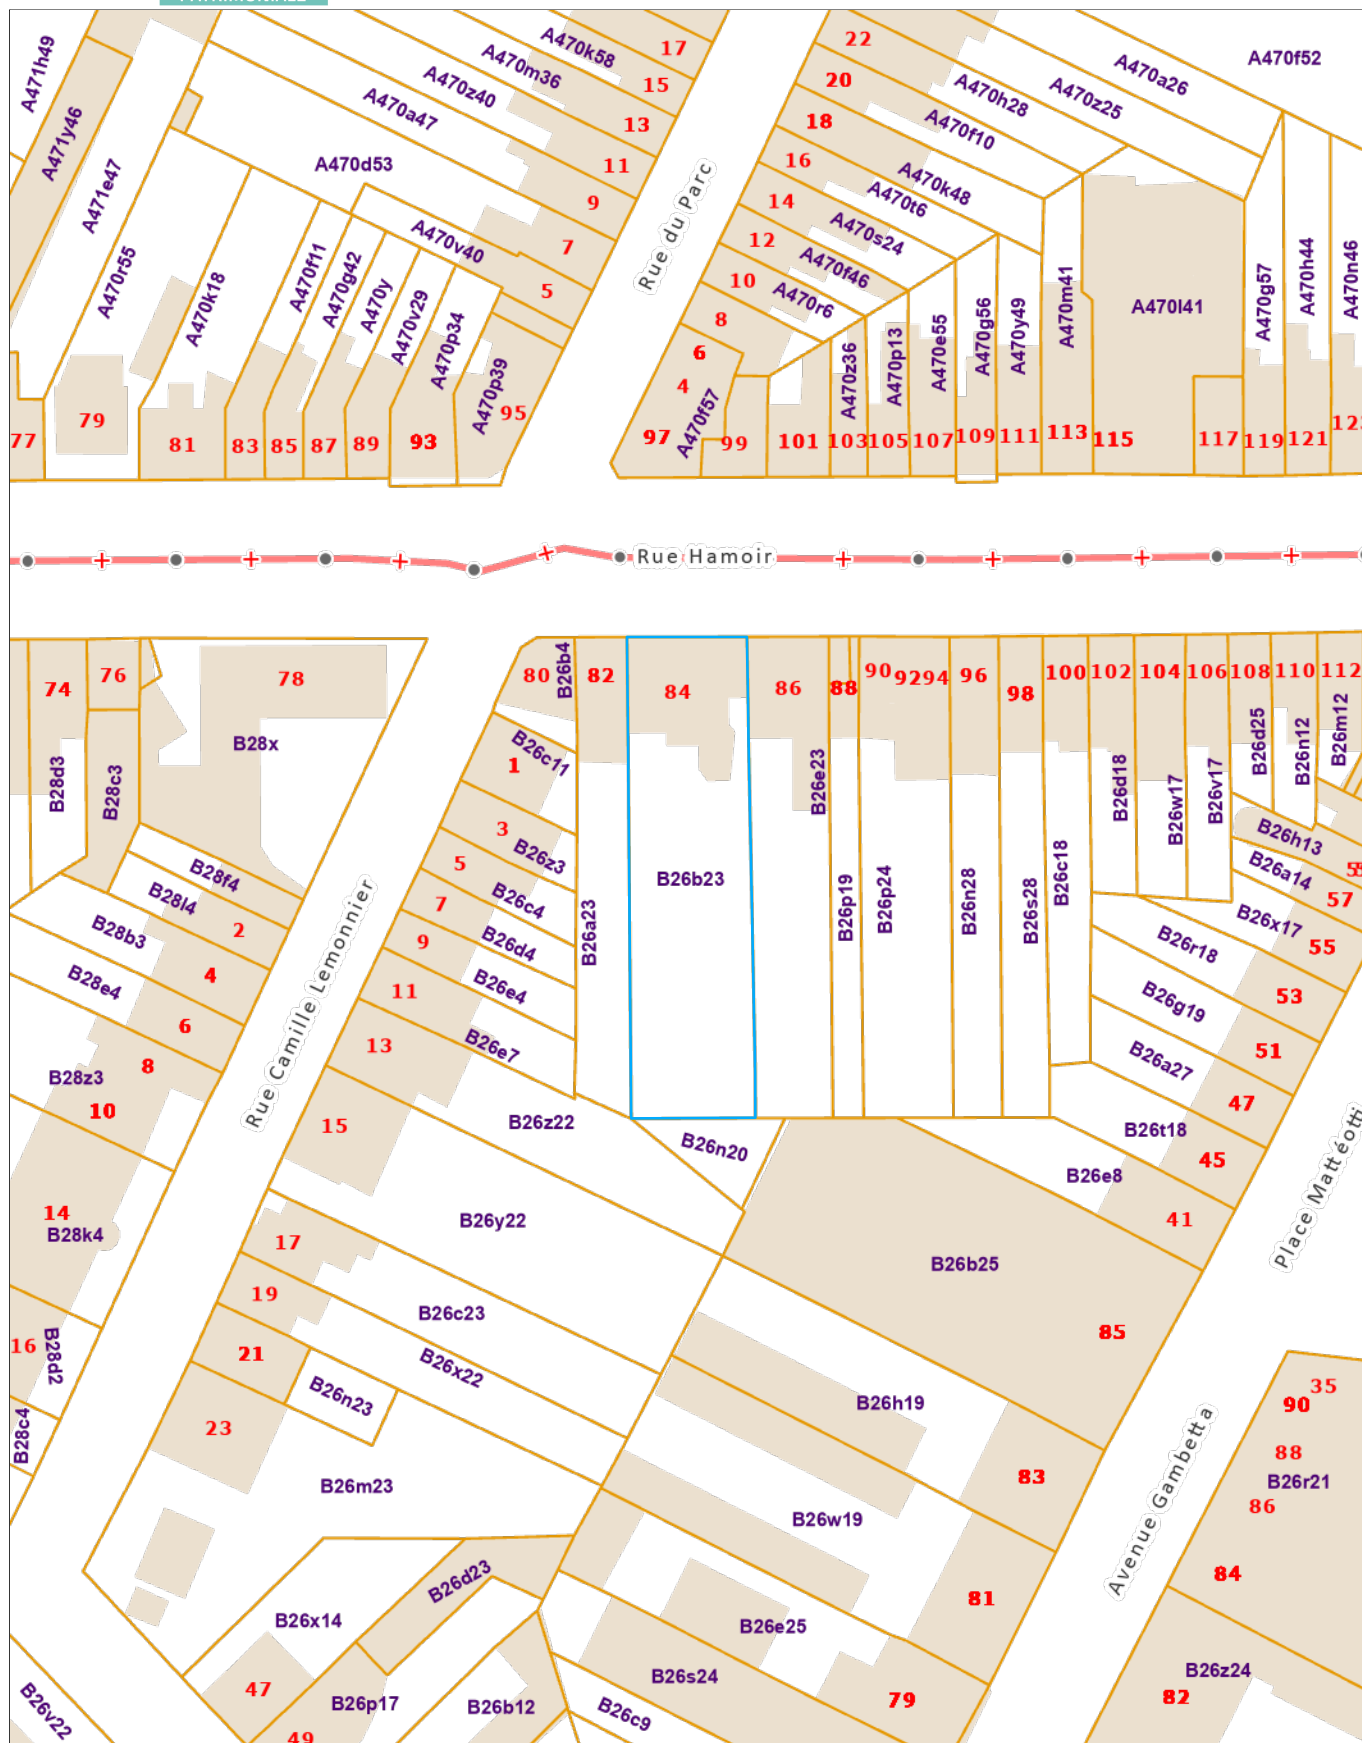 A471h49
A471y46
A471e47
A470r55
A470k18
A470d53
A470a47
A470z40
A470m36
A470k58
17
15
13
11
9
7
5
A470v40
A470f11
A470g42
A470y
A470v29
A470p34
A470p39
77
79
81
83
85
87
89
93
95
Rue du Parc
22
20
18
16
14
12
10
8
6
4
97
A470f57
99
101
103
105
107
109
111
113
115
117
119
121
A470f52
A470a26
A470z25
A470h28
A470f10
A470k48
A470t6
A470s24
A470f46
A470r6
A470z36
A470p13
A470e55
A470g56
A470y49
A470m41
A470l41
A470g57
A470h44
A470n46
Rue Hamoir
74
76
78
80
82
84
86
88
90
92
94
96
98
100
102
104
106
108
110
112
B28d3
B28c3
B28x
B26b4
B26c11
1
3
B26z3
5
B26c4
7
B26d4
9
B26e4
11
B26e7
13
15
B26a23
B26b23
B26e23
B26p19
B26p24
B26n28
B26s28
B26c18
B26d18
B26w17
B26v17
B26d25
B26n12
B26m12
B26h13
B26a14
57
B26x17
55
B26r18
53
B26g19
51
B26a27
47
B26t18
45
B26e8
41
B28f4
B28l4
2
B28b3
4
B28e4
6
8
B28z3
10
14
B28k4
16
B28d2
B28c4
Rue Camille Lemonnier
B26z22
B26n20
B26y22
17
B26c23
19
B26x22
21
B26n23
23
B26m23
B26b25
85
Place Mattéotti
B26h19
83
B26w19
81
B26e25
B26s24
79
Avenue Gambetta
35
90
88
B26r21
86
84
B26z24
82
B26d23
B26x14
47
B26p17
49
B26b12
B26c9
B26v22